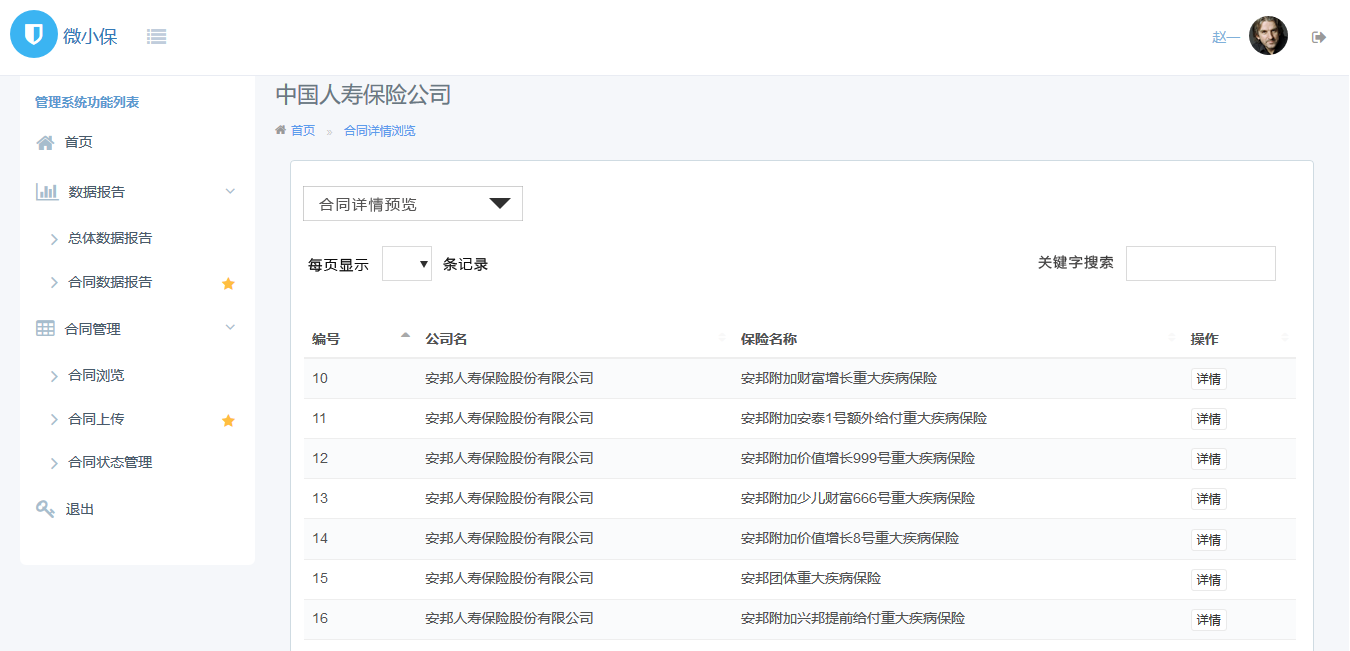 微小保
赵一
管理系统功能列表
首页
数据报告
总体数据报告
合同数据报告
合同管理
合同浏览
合同上传
合同状态管理
退出
中国人寿保险公司
首页 » 合同详情浏览
合同详情预览
每页显示 条记录 关键字搜索
编号 公司名 保险名称 操作
10 安邦人寿保险股份有限公司 安邦附加财富增长重大疾病保险 详情
11 安邦人寿保险股份有限公司 安邦附加安泰1号额外给付重大疾病保险 详情
12 安邦人寿保险股份有限公司 安邦附加价值增长999号重大疾病保险 详情
13 安邦人寿保险股份有限公司 安邦附加少儿财富666号重大疾病保险 详情
14 安邦人寿保险股份有限公司 安邦附加价值增长8号重大疾病保险 详情
15 安邦人寿保险股份有限公司 安邦团体重大疾病保险 详情
16 安邦人寿保险股份有限公司 安邦附加兴邦提前给付重大疾病保险 详情